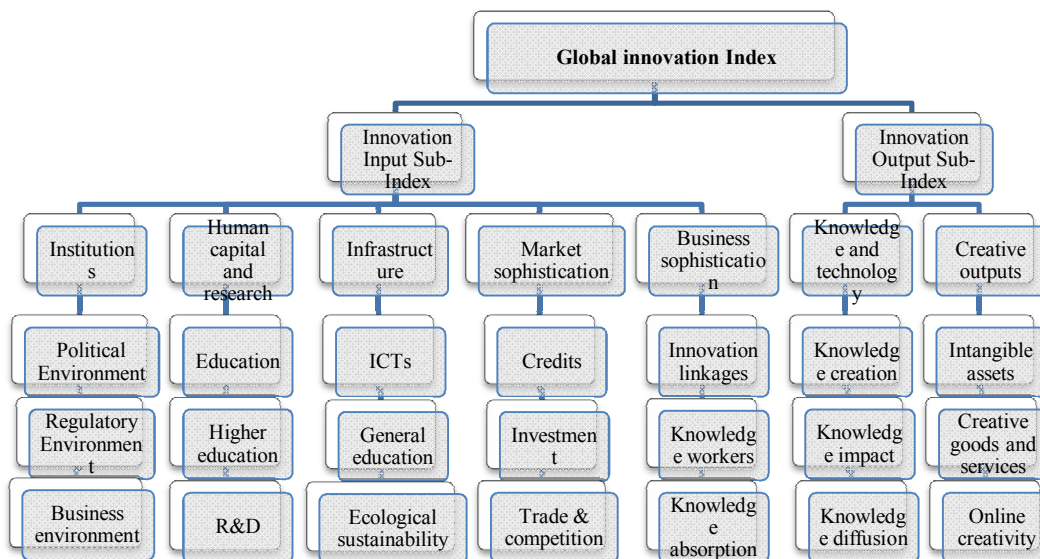 Global innovation Index
Innovation
Input Sub-
Index
Innovation
Output Sub-
Index
Institution
s
Human
capital and
research
Infrastruct
ure
Market
sophistication
Business
sophisticatio
n
Knowledg
e and
technolog
y
Creative
outputs
Political
Environment
Education
ICTs
Credits
Innovation
linkages
Knowledg
e creation
Intangible
assets
Regulatory
Environmen
t
Higher
education
General
education
Investmen
t
Knowledg
e workers
Knowledg
e impact
Creative
goods and
services
Business
environment
R&D
Ecological
sustainability
Trade &
competition
Knowledg
e
absorption
Knowledg
e diffusion
Online
creativity